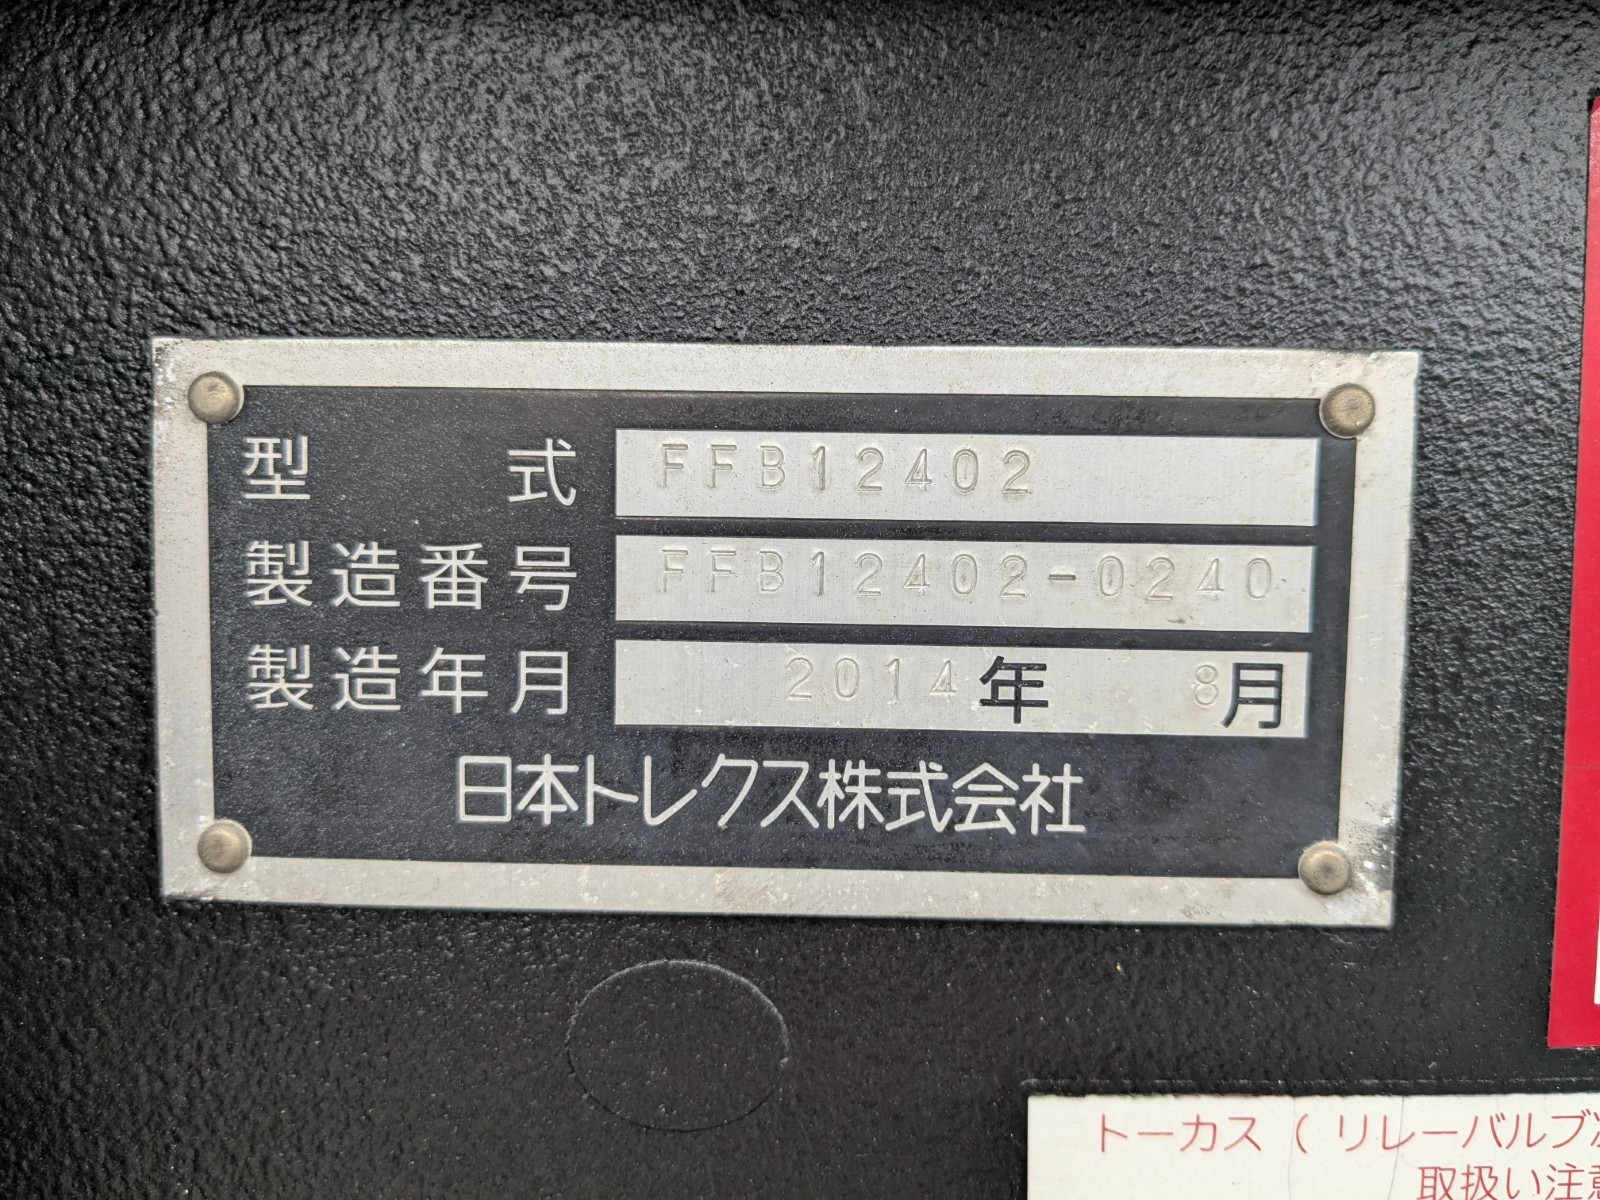 型式 FFB12402
製造番号 FFB12402-0240
製造年月 2014年 8月
日本トレクス株式会社
トーカス(リレーバルブ
取扱い注意